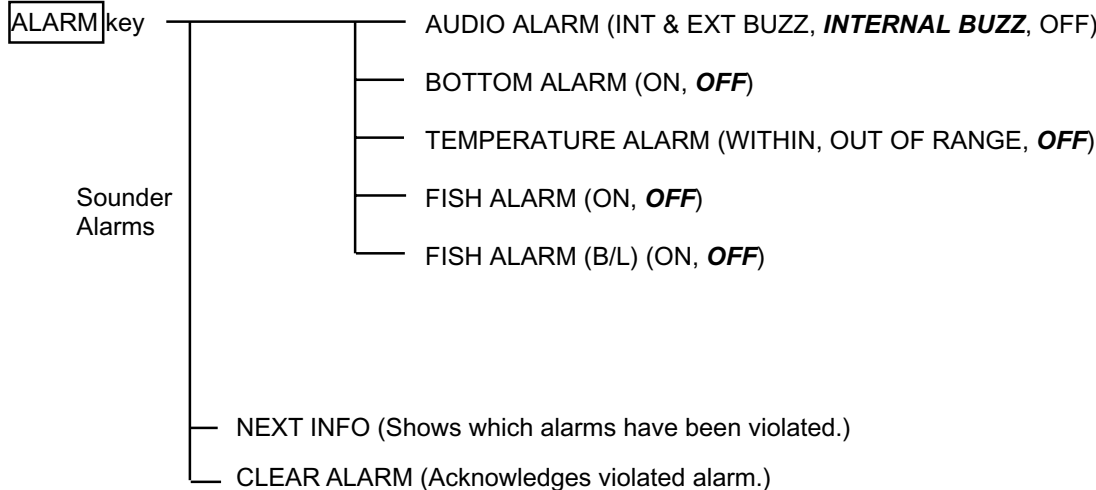 ALARM key
AUDIO ALARM (INT & EXT BUZZ, INTERNAL BUZZ, OFF)
BOTTOM ALARM (ON, OFF)
TEMPERATURE ALARM (WITHIN, OUT OF RANGE, OFF)
Sounder
Alarms
FISH ALARM (ON, OFF)
FISH ALARM (B/L) (ON, OFF)
NEXT INFO (Shows which alarms have been violated.)
CLEAR ALARM (Acknowledges violated alarm.)